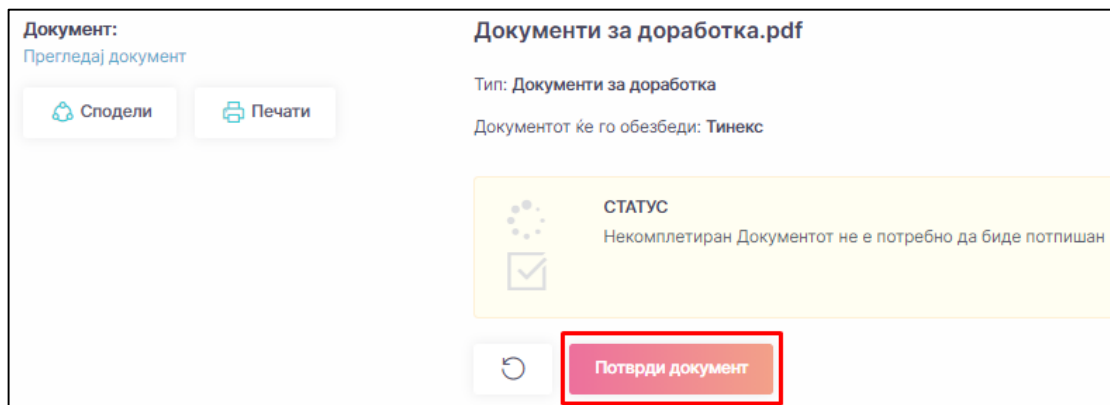 Документ:
Прегледај документ
Сподели
Печати
Документи за доработка.pdf
Тип: Документи за доработка
Документот ќе го обезбеди: Тинекс
СТАТУС
Некомплетиран Документот не е потребно да биде потпишан
Потврди документ